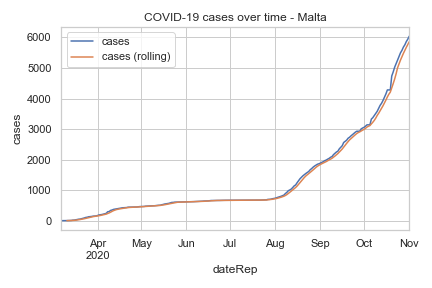 COVID-19 cases over time - Malta
cases
cases (rolling)
6000
5000
4000
3000
2000
1000
0
cases
Apr
2020
May
Jun
Jul
Aug
Sep
Oct
Nov
dateRep